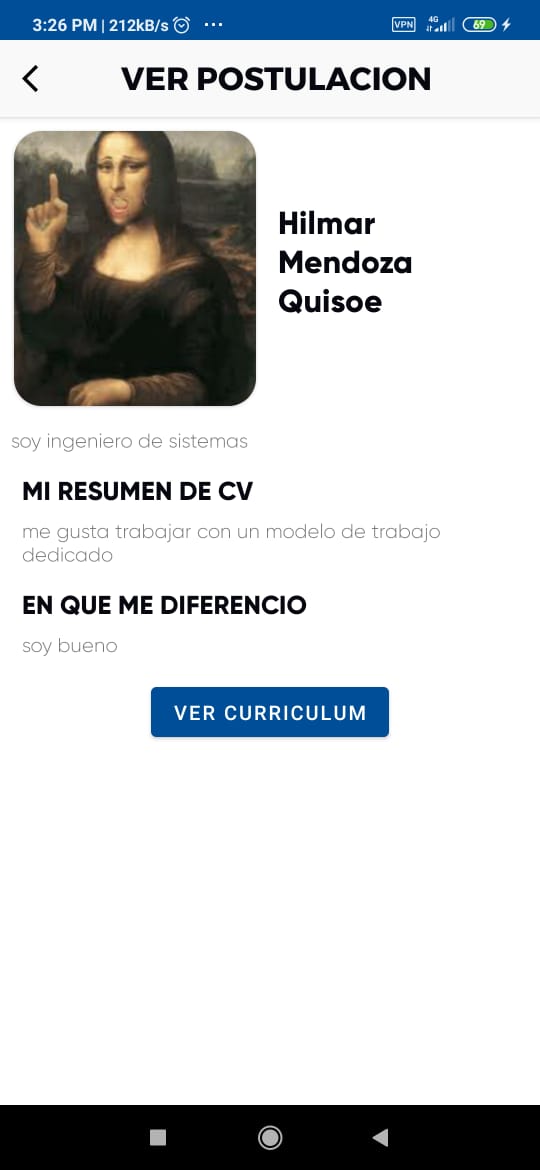 3:26 PM | 212kB/s ...
VPN 4G 69
VER POSTULACION
Hilmar
Mendoza
Quisoe
soy ingeniero de sistemas
MI RESUMEN DE CV
me gusta trabajar con un modelo de trabajo
dedicado
EN QUE ME DIFERENCIO
soy bueno
VER CURRICULUM